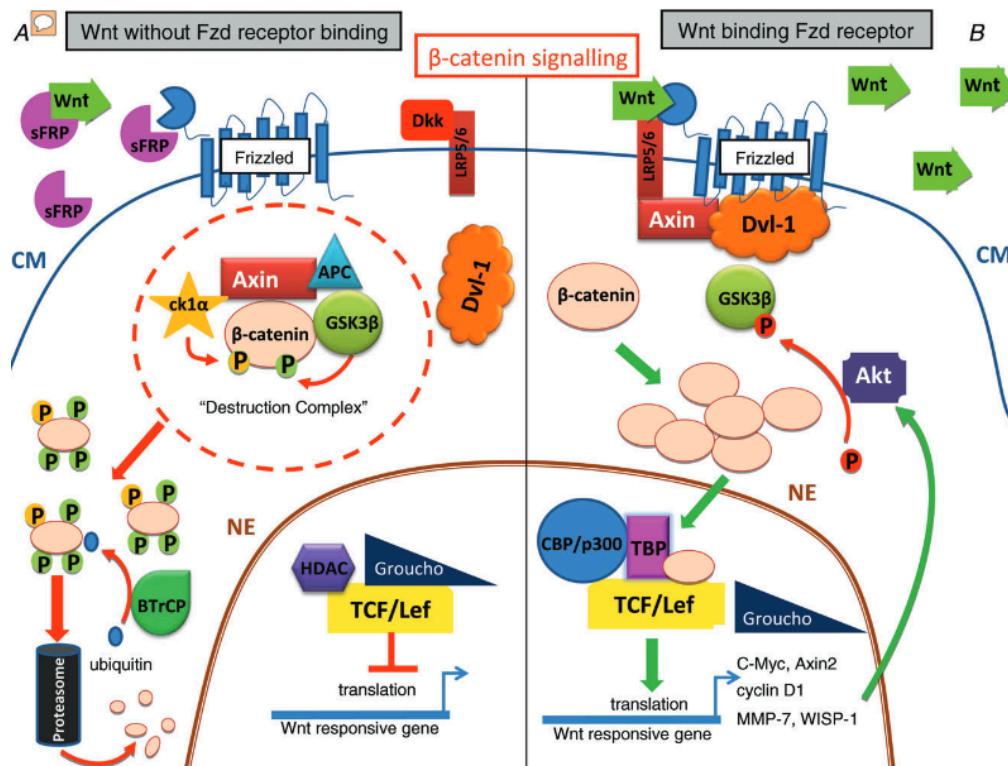 A
Wnt without Fzd receptor binding
β-catenin signalling
Wnt binding Fzd receptor
B
Wnt
sFRP
sFRP
sFRP
Frizzled
Dkk
LRP5/6
CM
Axin
APC
ck1α
β-catenin
GSK3β
P
P
"Destruction Complex"
Dvl-1
P
P
P
P
P
P
P
P
P
P
P
P
BTrCP
ubiquitin
Proteasome
NE
HDAC
Groucho
TCF/Lef
translation
Wnt responsive gene
Wnt
Wnt
Wnt
Wnt
LRP5/6
Frizzled
Axin
Dvl-1
CM
β-catenin
GSK3β
P
Akt
P
NE
CBP/p300
TBP
TCF/Lef
Groucho
translation
C-Myc, Axin2
cyclin D1
MMP-7, WISP-1
Wnt responsive gene